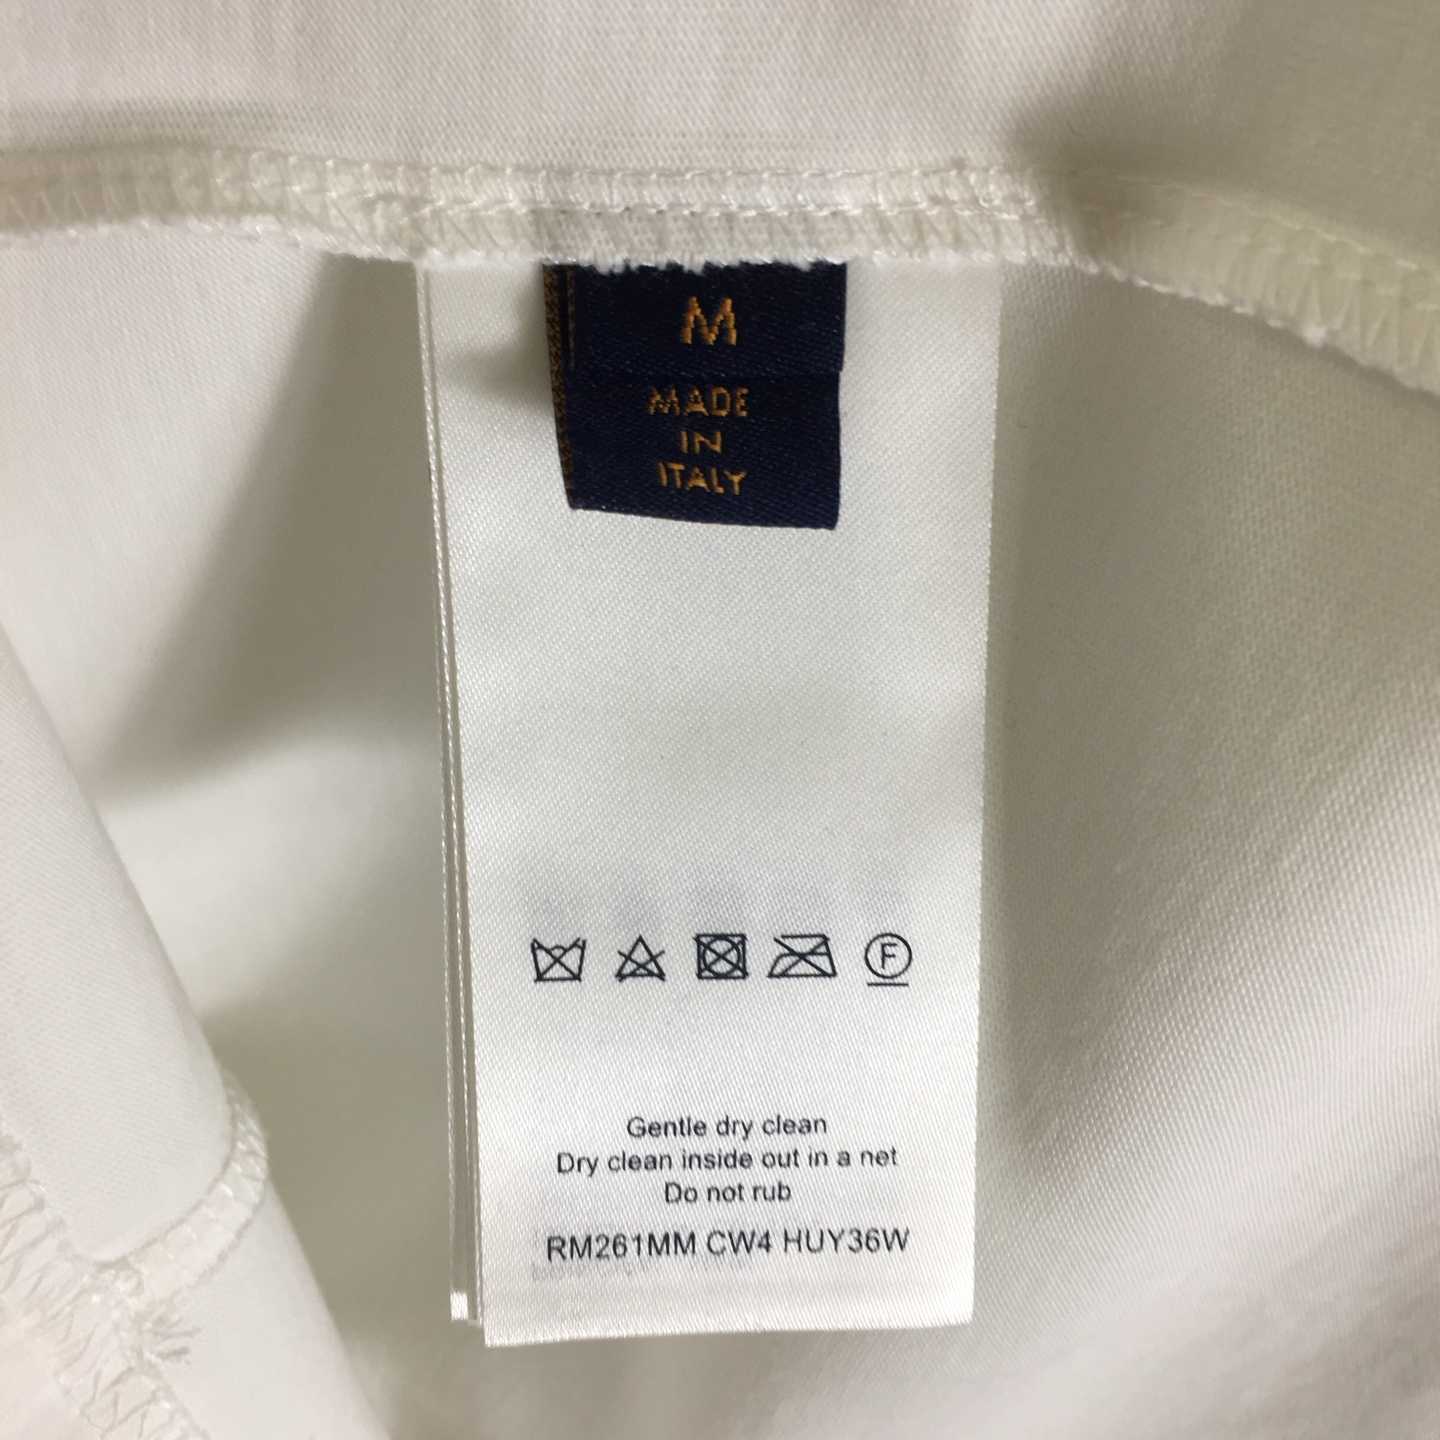 M
MADE
IN
ITALY
F
Gentle dry clean
Dry clean inside out in a net
Do not rub
RM261MM CW4 HUY36W